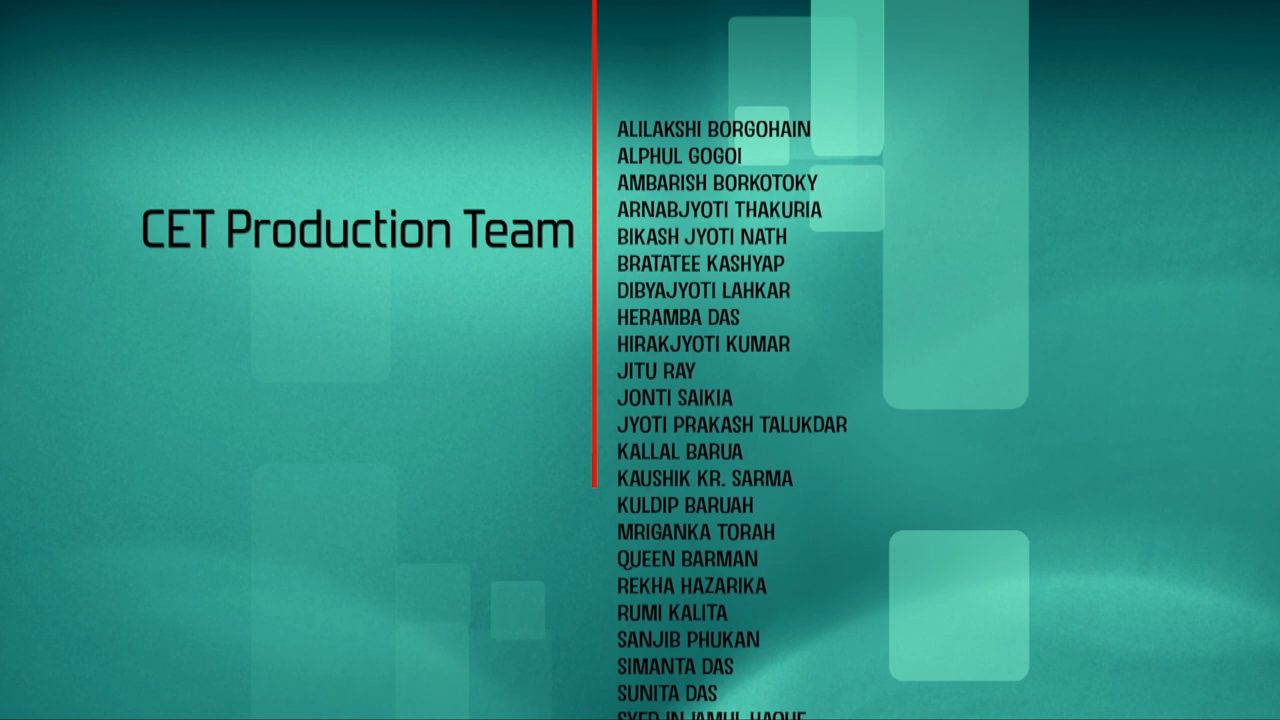 CET Production Team
ALILAKSHI BORGOHAIN
ALPHUL GOGOI
AMBARISH BORKOTOKY
ARNABJYOTI THAKURIA
BIKASH JYOTI NATH
BRATATEE KASHYAP
DIBYAJYOTI LAHKAR
HERAMBA DAS
HIRAKJYOTI KUMAR
JITU RAY
JONTI SAIKIA
JYOTI PRAKASH TALUKDAR
KALLAL BARUA
KAUSHIK KR. SARMA
KULDIP BARUAH
MRIGANKA TORAH
QUEEN BARMAN
REKHA HAZARIKA
RUMI KALITA
SANJIB PHUKAN
SIMANTA DAS
SUNITA DAS